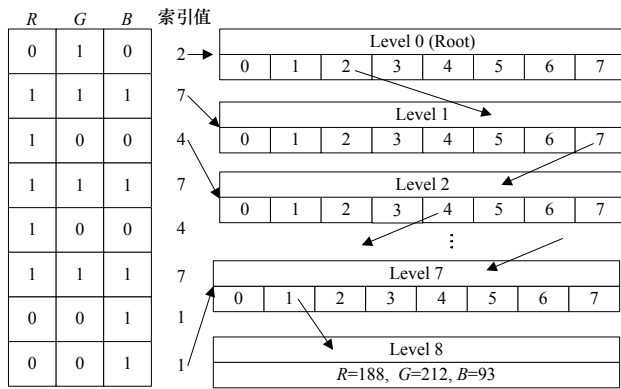 R G B 索引值
0 1 0 2
Level 0 (Root)
0 1 2 3 4 5 6 7
1 1 1 7
Level 1
0 1 2 3 4 5 6 7
1 0 0 4
Level 2
0 1 2 3 4 5 6 7
1 1 1 7
1 0 0 4
⋮
1 1 1 7
Level 7
0 1 2 3 4 5 6 7
0 0 1 1
0 0 1 1
Level 8
R=188, G=212, B=93